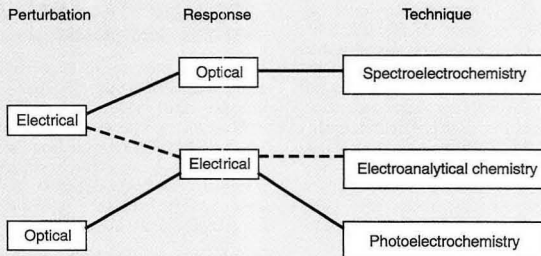 Perturbation Response Technique
Optical Spectroelectrochemistry
Electrical
Electrical Electroanalytical chemistry
Optical Photoelectrochemistry